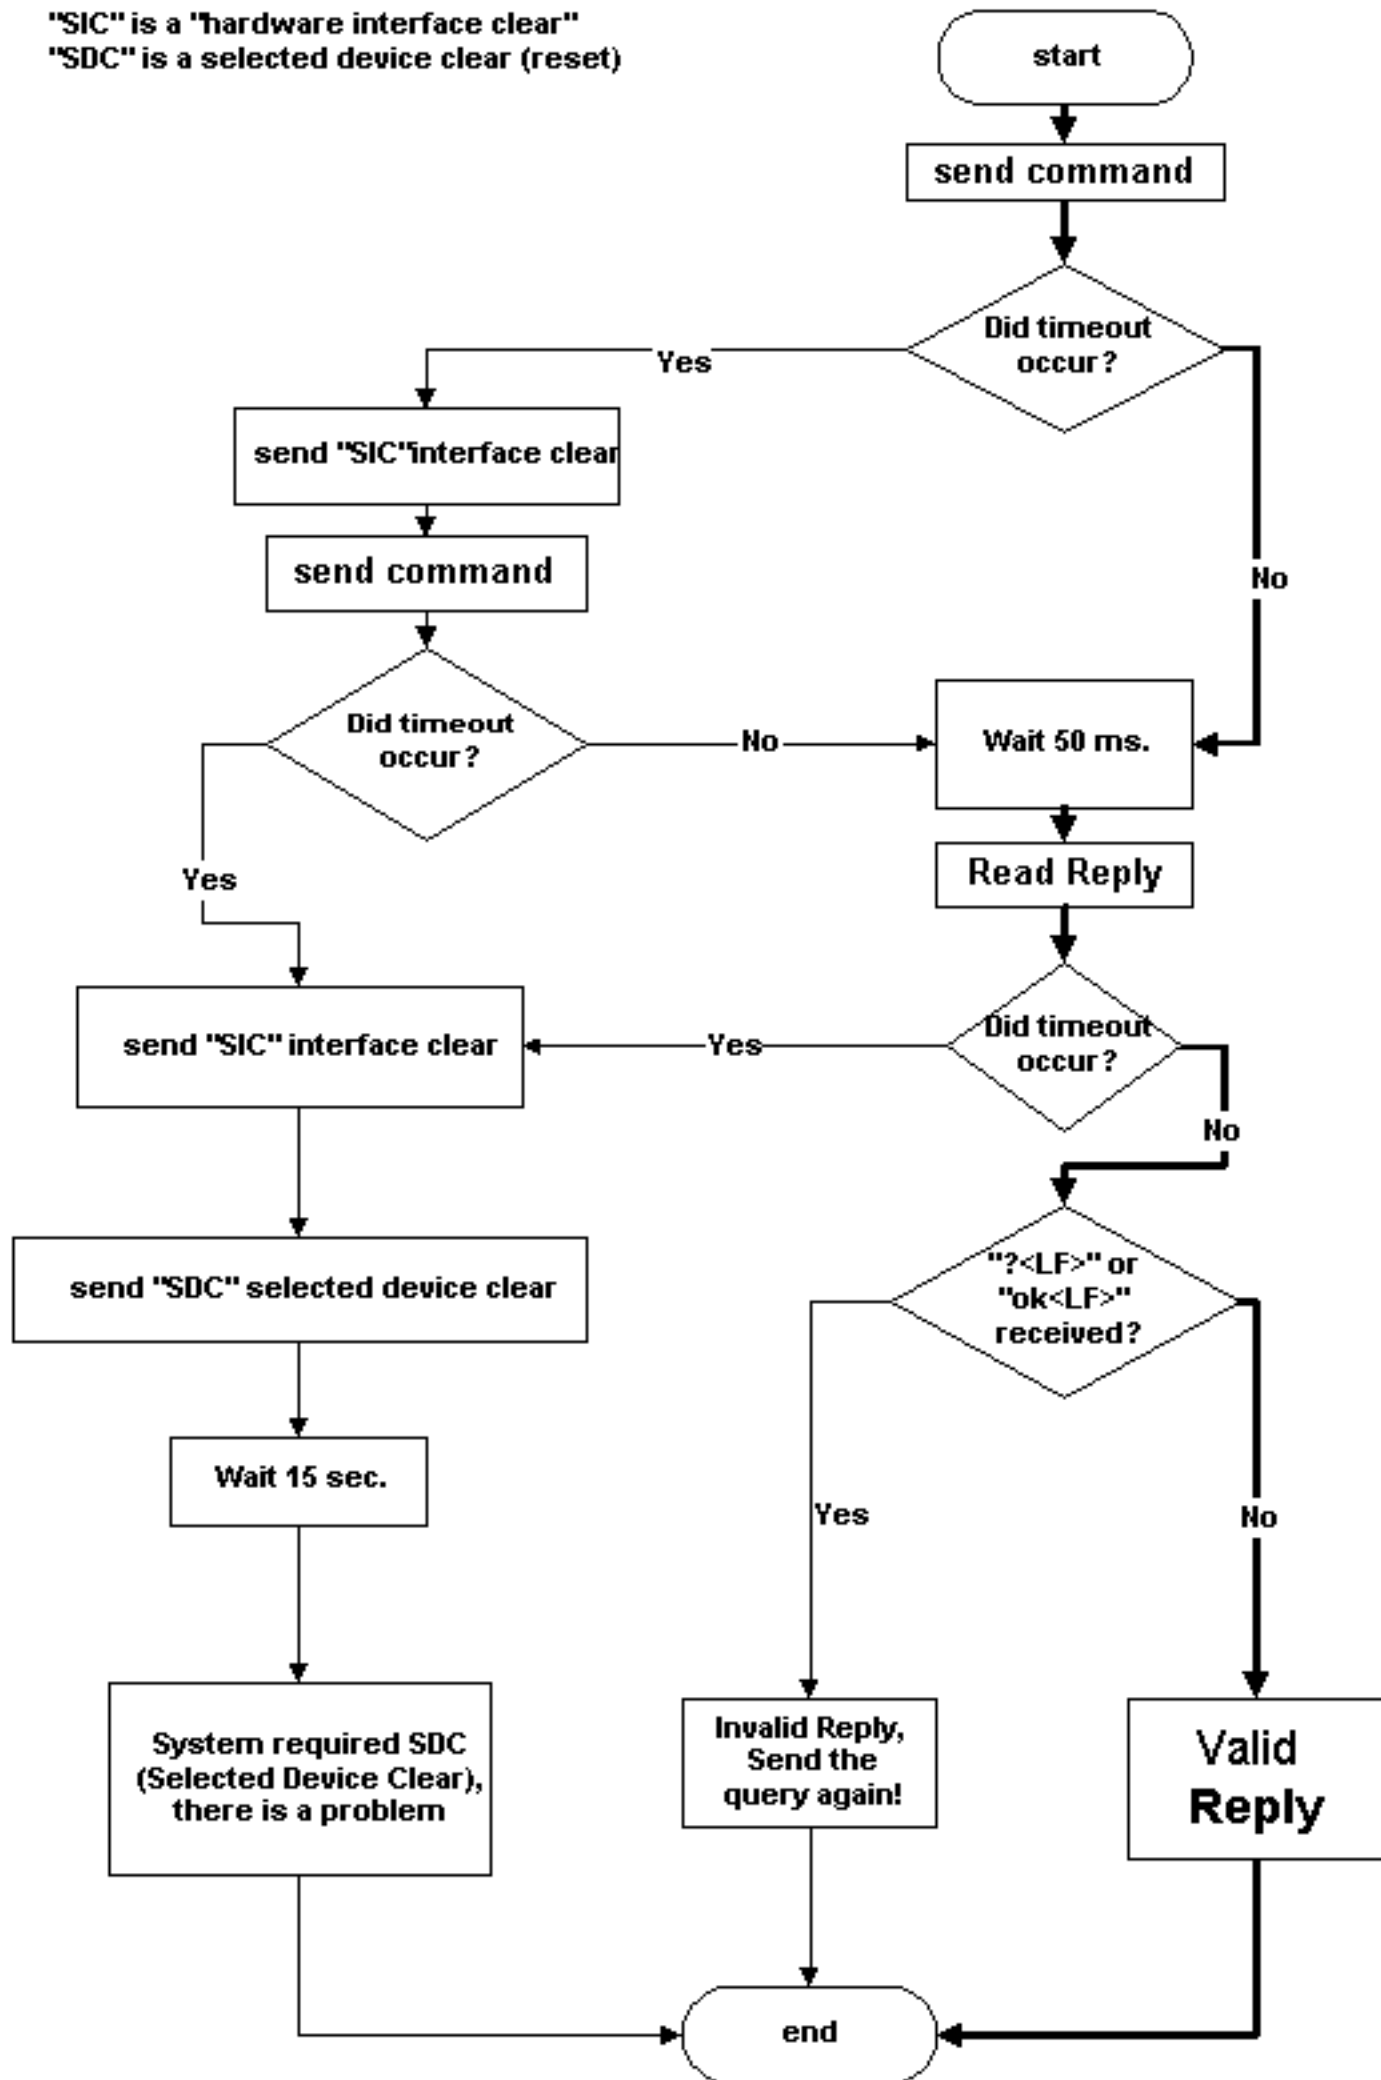 "SIC" is a "hardware interface clear"
"SDC" is a selected device clear (reset)
start
send command
Did timeout
occur?
Yes
No
send "SIC"interface clear
send command
Did timeout
occur?
No
Yes
Wait 50 ms.
Read Reply
Did timeout
occur?
Yes
No
send "SIC" interface clear
send "SDC" selected device clear
Wait 15 sec.
System required SDC
(Selected Device Clear),
there is a problem
"?<LF>" or
"ok<LF>"
received?
Yes
No
Invalid Reply,
Send the
query again!
Valid
Reply
end